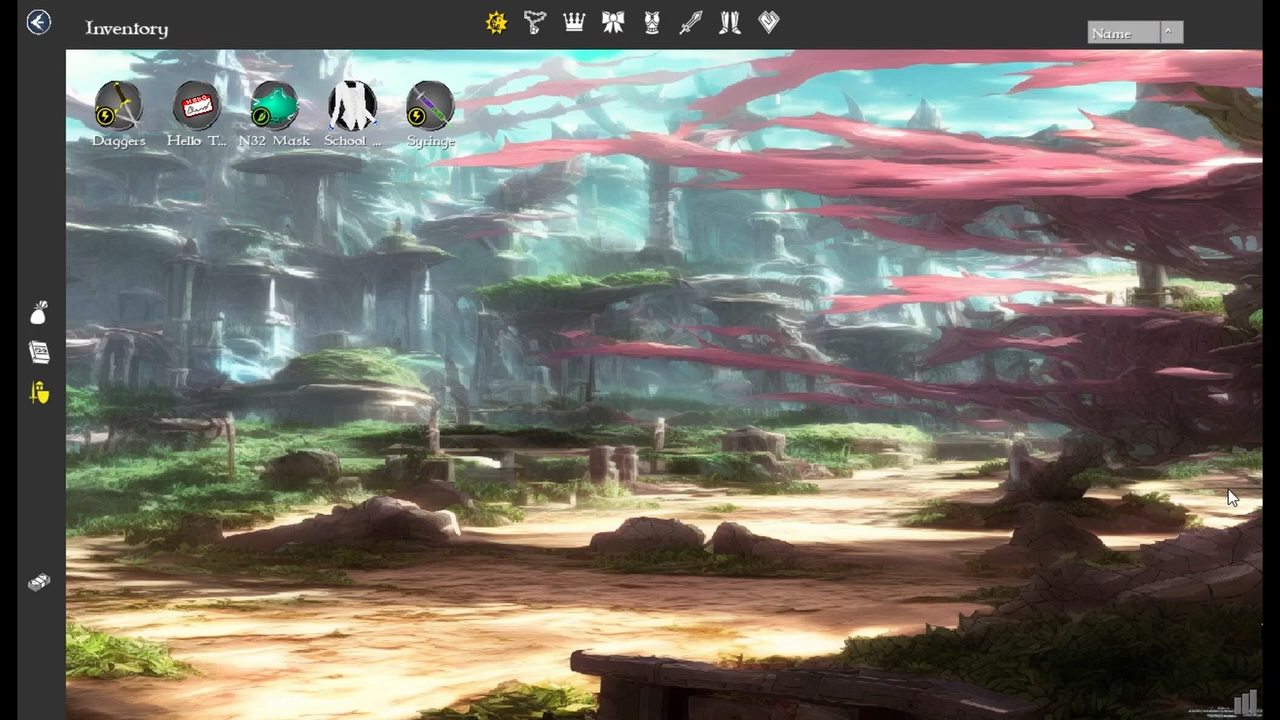 Inventory
Name
Daggers
Hello T...
N32 Mask
School ...
Syringe